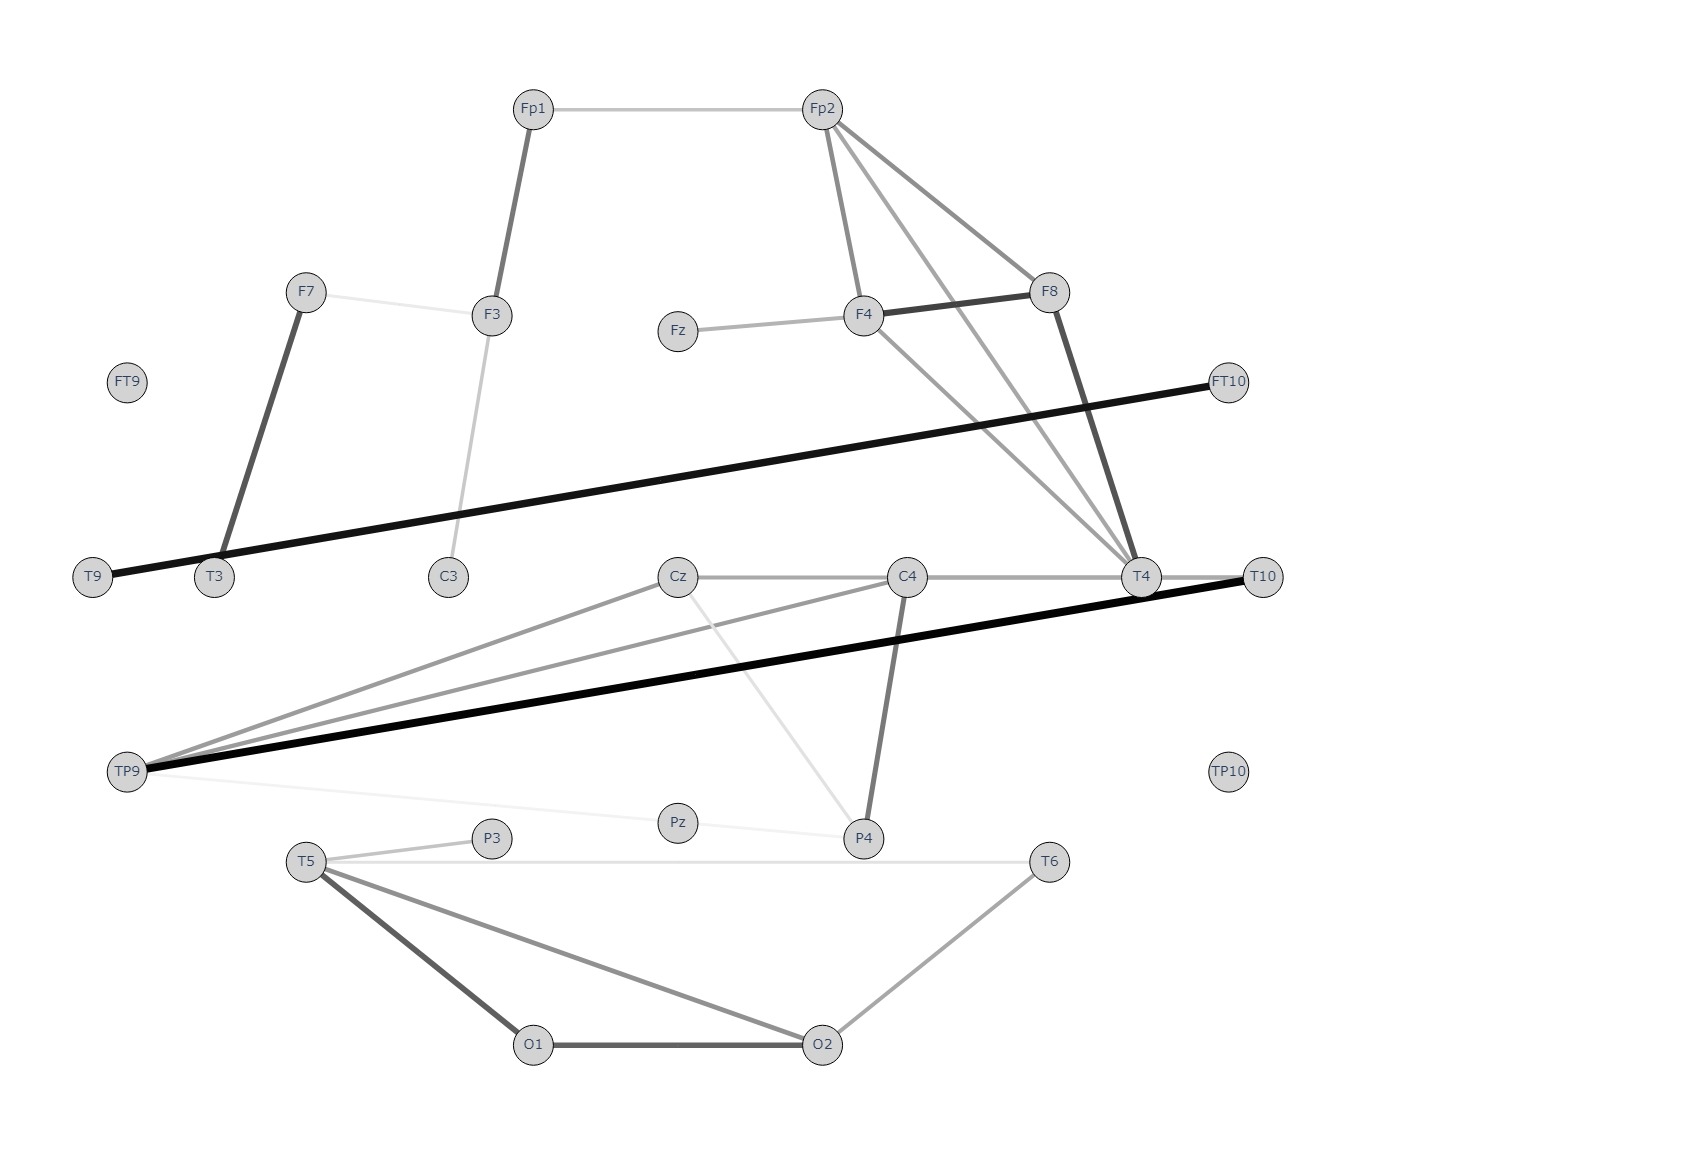 Fp1 Fp2
F7 F3 Fz F4 F8
FT9 FT10
T9 T3 C3 Cz C4 T4 T10
TP9 TP10
Pz
P3 P4
T5 T6
O1 O2